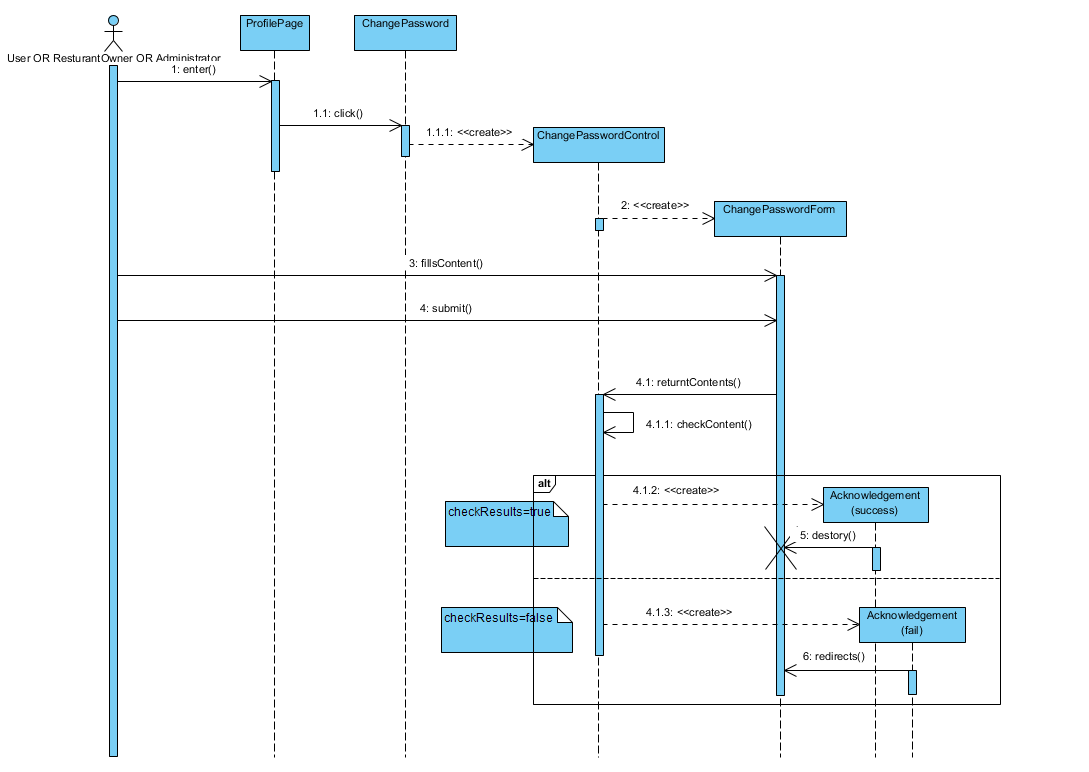 ProfilePage
ChangePassword
User OR ResturantOwner OR Administrator
1: enter()
1.1: click()
1.1.1: <<create>>
ChangePasswordControl
2: <<create>>
ChangePasswordForm
3: fillsContent()
4: submit()
4.1: returntContents()
4.1.1: checkContent()
alt
4.1.2: <<create>>
Acknowledgement
(success)
checkResults=true
5: destory()
checkResults=false
4.1.3: <<create>>
Acknowledgement
(fail)
6: redirects()